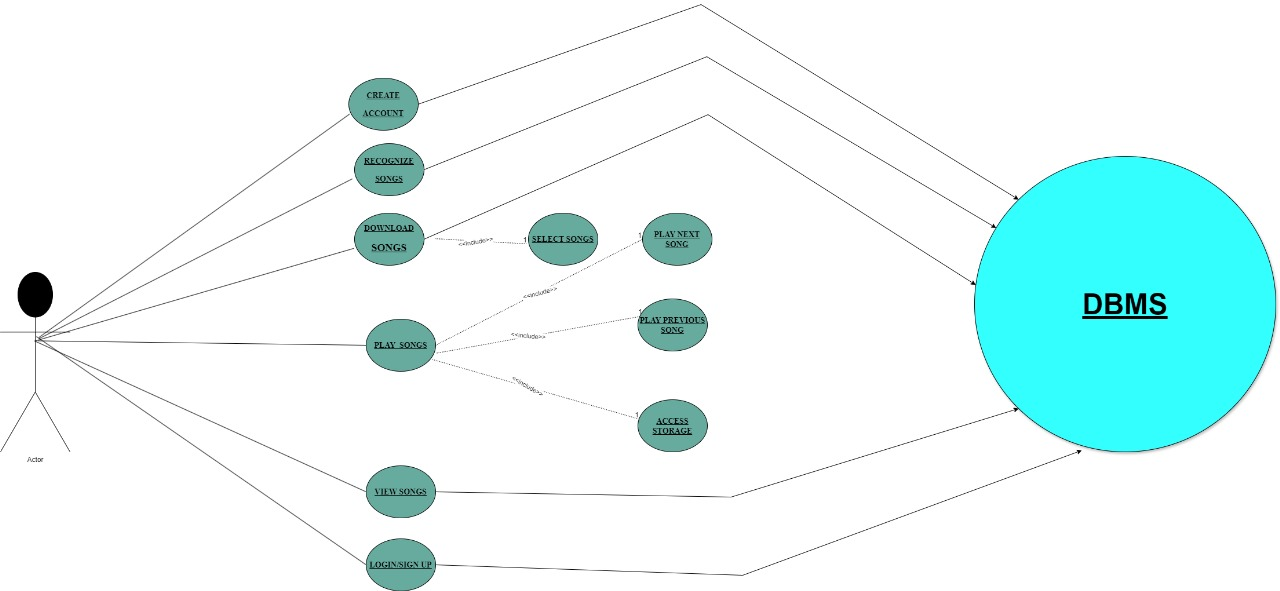 CREATE
ACCOUNT
RECOGNIZE
SONGS
DOWNLOAD
SONGS
<<include>>
1
SELECT SONGS
1
PLAY NEXT
SONG
<<include>>
DBMS
1
PLAY PREVIOUS
SONG
<<include>>
PLAY SONGS
<<include>>
1
ACCESS
STORAGE
Actor
VIEW SONGS
LOGIN/SIGN UP